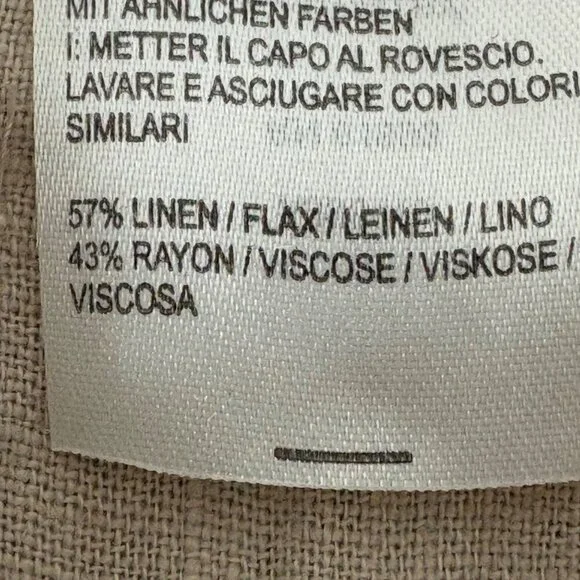 MIT ÄHNLICHEN FARBEN
I: METTER IL CAPO AL ROVESCIO.
LAVARE E ASCIUGARE CON COLORI
SIMILARI
57% LINEN / FLAX / LEINEN / LINO
43% RAYON / VISCOSE / VISKOSE /
VISCOSA